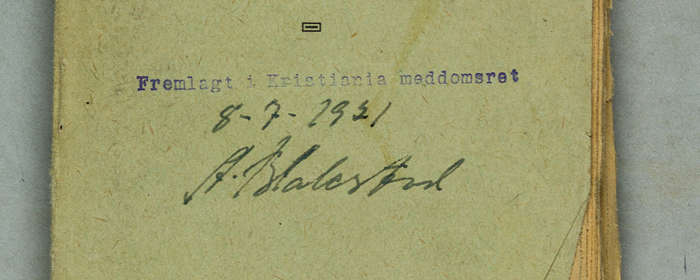 Fremlagt i Kristiania meddomsret
8-7-1921
A.